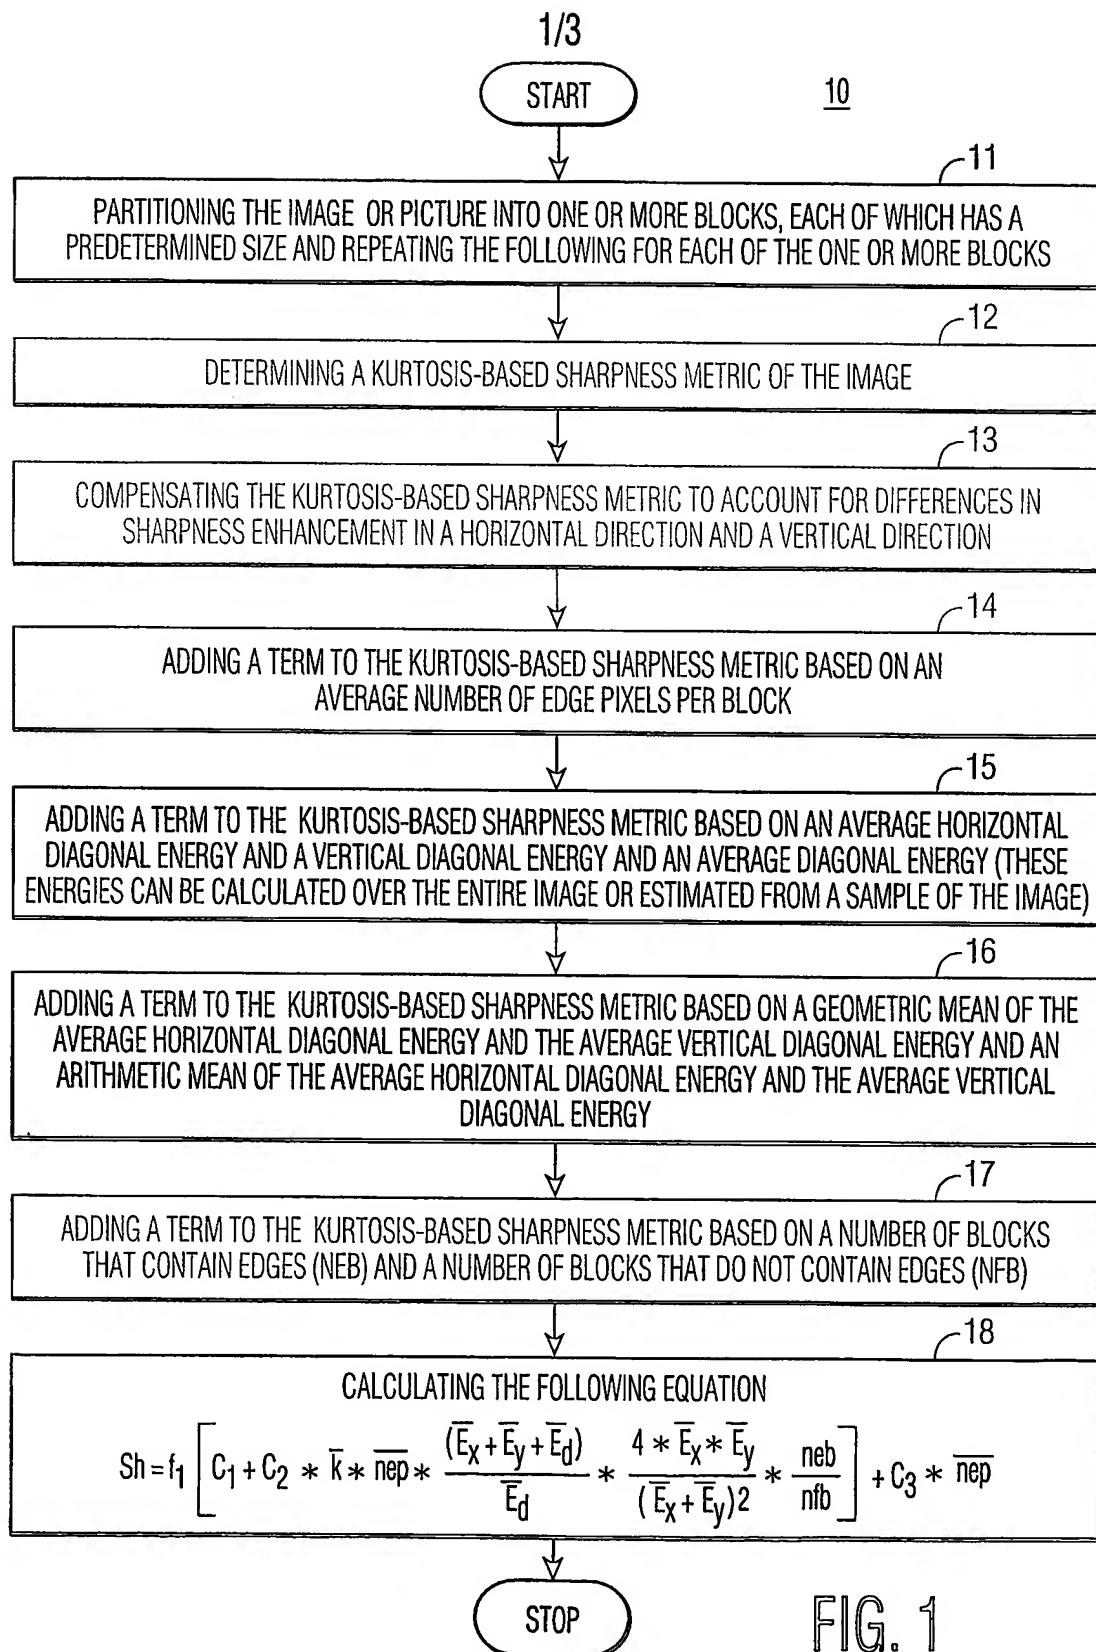 1/3
START
10
11
PARTITIONING THE IMAGE OR PICTURE INTO ONE OR MORE BLOCKS, EACH OF WHICH HAS A
PREDETERMINED SIZE AND REPEATING THE FOLLOWING FOR EACH OF THE ONE OR MORE BLOCKS
12
DETERMINING A KURTOSIS-BASED SHARPNESS METRIC OF THE IMAGE
13
COMPENSATING THE KURTOSIS-BASED SHARPNESS METRIC TO ACCOUNT FOR DIFFERENCES IN
SHARPNESS ENHANCEMENT IN A HORIZONTAL DIRECTION AND A VERTICAL DIRECTION
14
ADDING A TERM TO THE KURTOSIS-BASED SHARPNESS METRIC BASED ON AN
AVERAGE NUMBER OF EDGE PIXELS PER BLOCK
15
ADDING A TERM TO THE KURTOSIS-BASED SHARPNESS METRIC BASED ON AN AVERAGE HORIZONTAL
DIAGONAL ENERGY AND A VERTICAL DIAGONAL ENERGY AND AN AVERAGE DIAGONAL ENERGY (THESE
ENERGIES CAN BE CALCULATED OVER THE ENTIRE IMAGE OR ESTIMATED FROM A SAMPLE OF THE IMAGE)
16
ADDING A TERM TO THE KURTOSIS-BASED SHARPNESS METRIC BASED ON A GEOMETRIC MEAN OF THE
AVERAGE HORIZONTAL DIAGONAL ENERGY AND THE AVERAGE VERTICAL DIAGONAL ENERGY AND AN
ARITHMETIC MEAN OF THE AVERAGE HORIZONTAL DIAGONAL ENERGY AND THE AVERAGE VERTICAL
DIAGONAL ENERGY
17
ADDING A TERM TO THE KURTOSIS-BASED SHARPNESS METRIC BASED ON A NUMBER OF BLOCKS
THAT CONTAIN EDGES (NEB) AND A NUMBER OF BLOCKS THAT DO NOT CONTAIN EDGES (NFB)
18
CALCULATING THE FOLLOWING EQUATION
Sh = f₁ [ C₁ + C₂ * k̅ * n̅e̅p̅ * (E̅x + E̅y + E̅d) / E̅d * 4 * E̅x * E̅y / (E̅x + E̅y)2 * neb / nfb ] + C₃ * n̅e̅p̅
STOP
FIG. 1